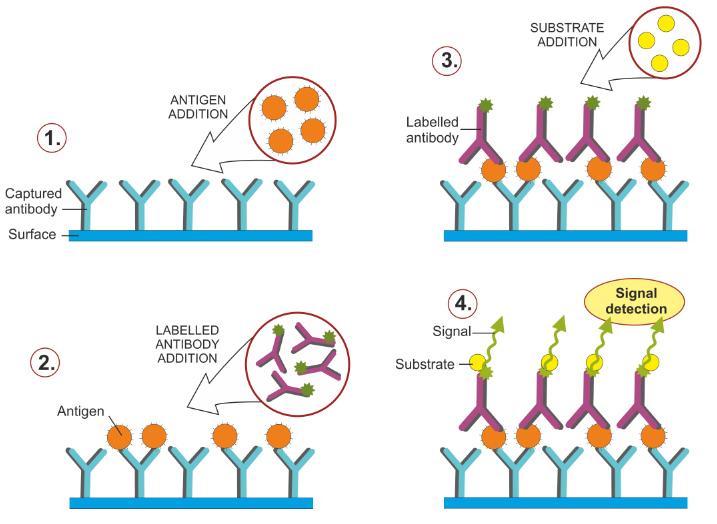 1.
ANTIGEN
ADDITION
Captured
antibody
Surface
2.
LABELLED
ANTIBODY
ADDITION
Antigen
3.
SUBSTRATE
ADDITION
Labelled
antibody
4.
Signal
detection
Signal
Substrate